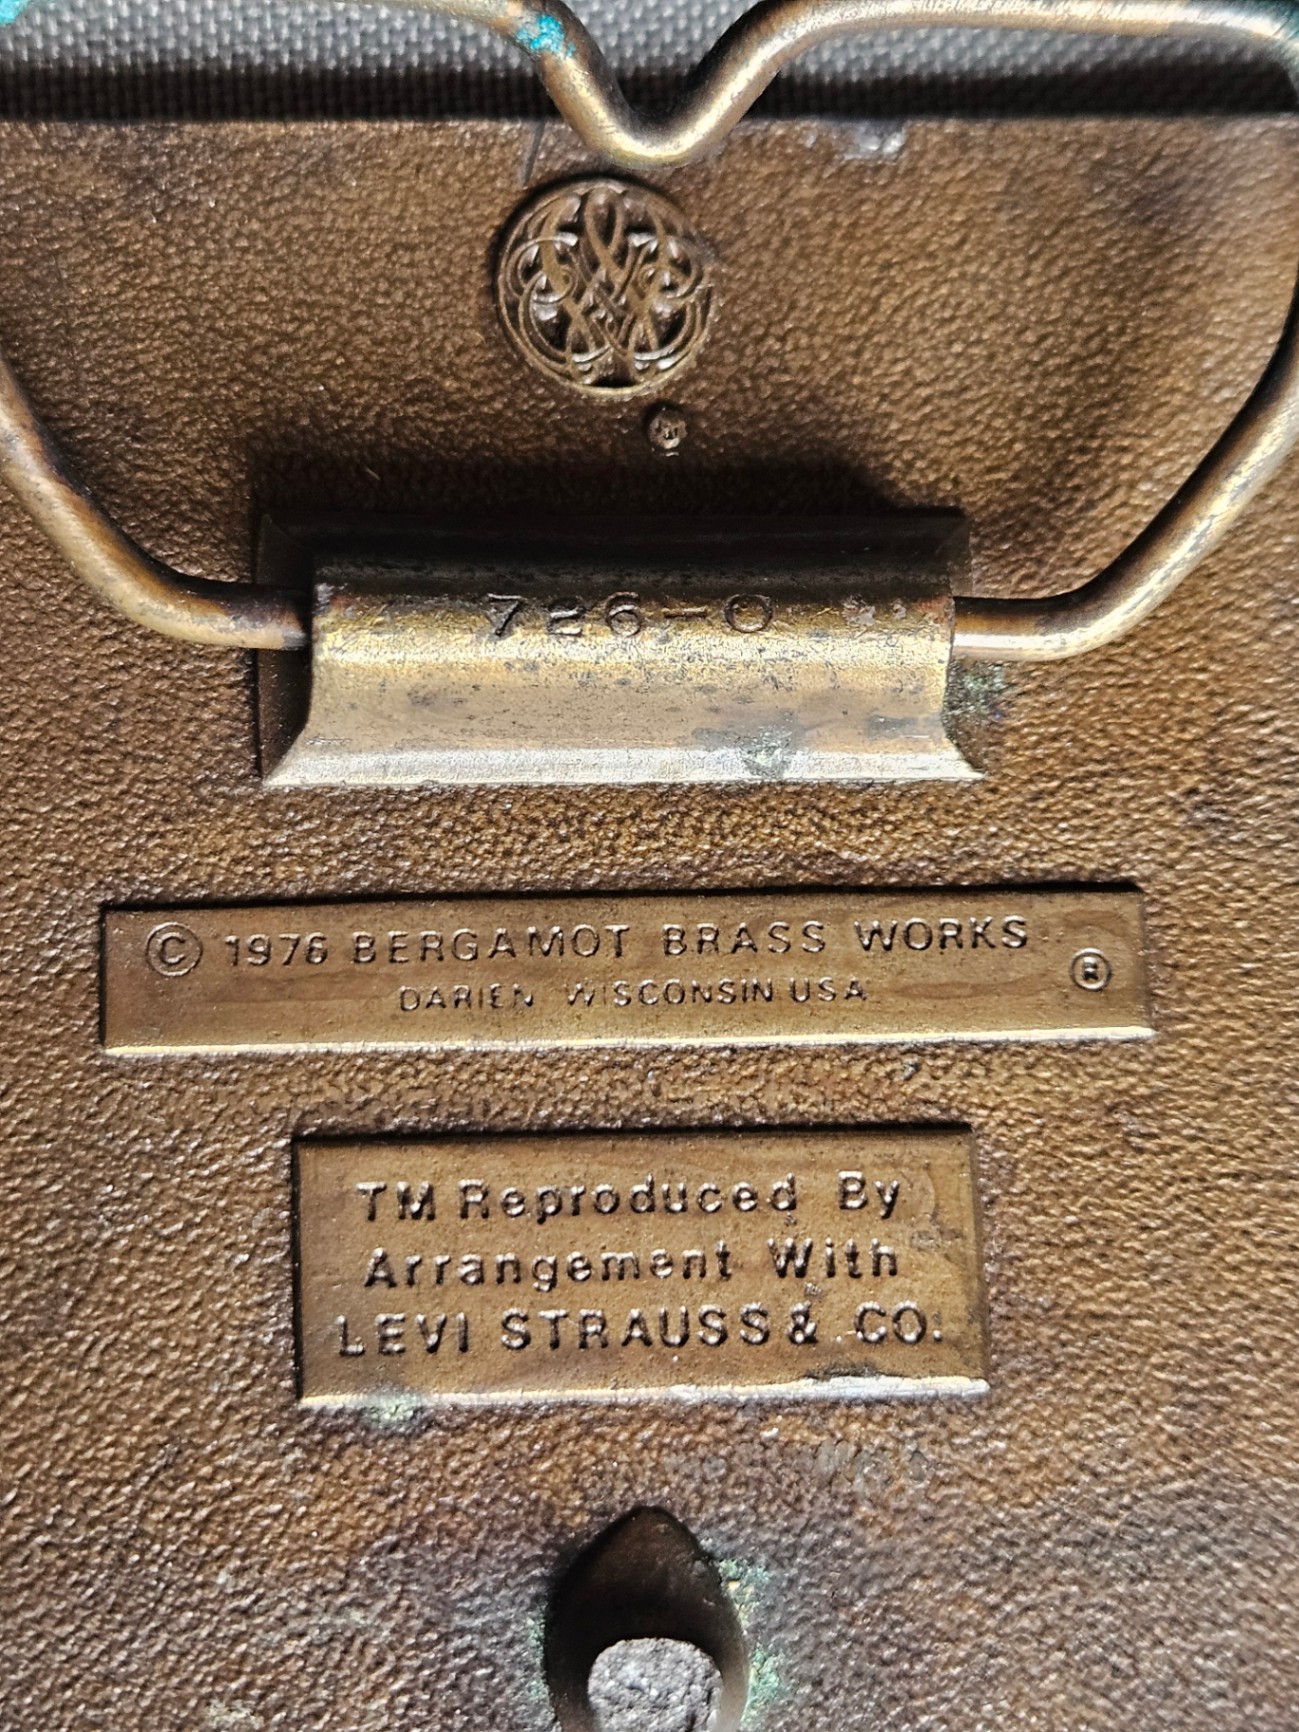 726-0
© 1976 BERGAMOT BRASS WORKS
DARIEN WISCONSIN USA ®
TM Reproduced By
Arrangement With
LEVI STRAUSS & CO.